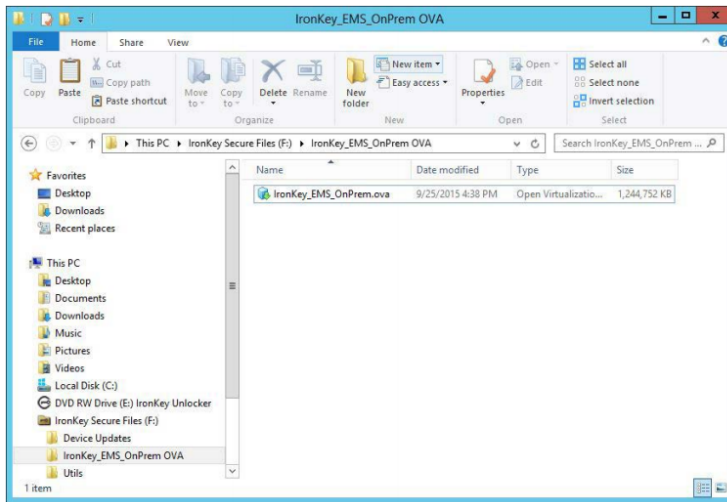 IronKey_EMS_OnPrem OVA
File Home Share View
Copy
Paste
Cut
Copy path
Paste shortcut
Clipboard
Move to
Copy to
Delete
Rename
Organize
New folder
New item
Easy access
New
Properties
Open
Edit
Open
Select all
Select none
Invert selection
Select
This PC IronKey Secure Files (F:) IronKey_EMS_OnPrem OVA
Search IronKey_EMS_OnPrem ...
Name Date modified Type Size
IronKey_EMS_OnPrem.ova 9/25/2015 4:38 PM Open Virtualizatio... 1,244,752 KB
Favorites
Desktop
Downloads
Recent places
This PC
Desktop
Documents
Downloads
Music
Pictures
Videos
Local Disk (C:)
DVD RW Drive (E:) IronKey Unlocker
IronKey Secure Files (F:)
Device Updates
IronKey_EMS_OnPrem OVA
Utils
1 item